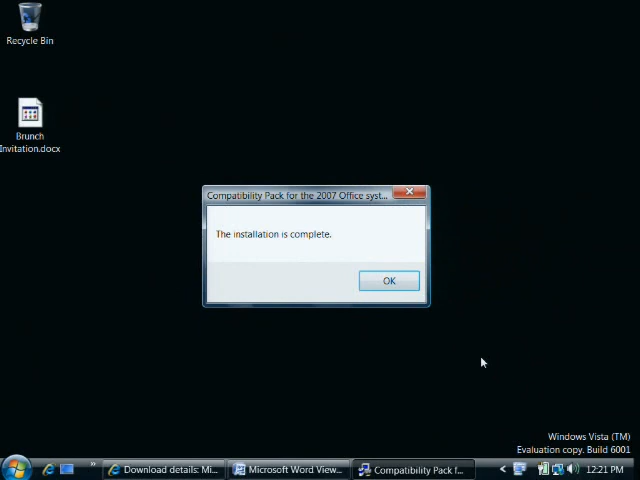 Recycle Bin
Brunch
Invitation.docx
Compatibility Pack for the 2007 Office syst...
The installation is complete.
OK
Windows Vista (TM)
Evaluation copy. Build 6001
Download details: Mi...
Microsoft Word View...
Compatibility Pack f...
12:21 PM